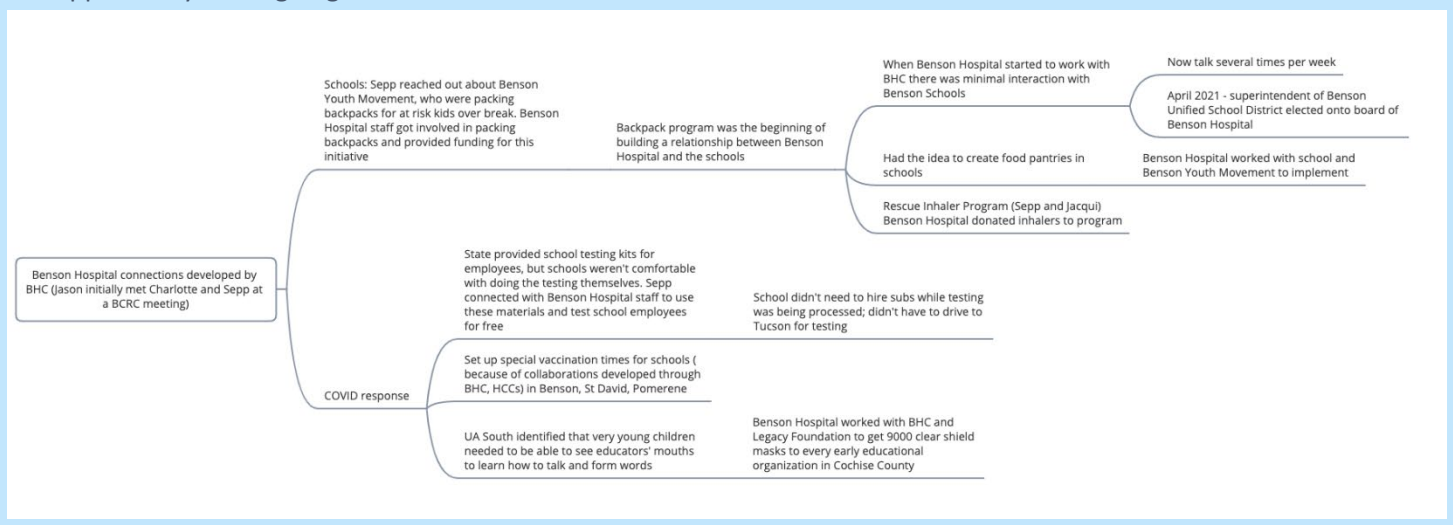 Schools: Sepp reached out about Benson
Youth Movement, who were packing
backpacks for at risk kids over break. Benson
Hospital staff got involved in packing
backpacks and provided funding for this
initiative
Backpack program was the beginning of
building a relationship between Benson
Hospital and the schools
When Benson Hospital started to work with
BHC there was minimal interaction with
Benson Schools
Now talk several times per week
April 2021 - superintendent of Benson
Unified School District elected onto board of
Benson Hospital
Had the idea to create food pantries in
schools
Benson Hospital worked with school and
Benson Youth Movement to implement
Rescue Inhaler Program (Sepp and Jacqui)
Benson Hospital donated inhalers to program
Benson Hospital connections developed by
BHC (Jason initially met Charlotte and Sepp at
a BCRC meeting)
State provided school testing kits for
employees, but schools weren't comfortable
with doing the testing themselves. Sepp
connected with Benson Hospital staff to use
these materials and test school employees
for free
School didn't need to hire subs while testing
was being processed; didn't have to drive to
Tucson for testing
COVID response
Set up special vaccination times for schools (
because of collaborations developed through
BHC, HCCs) in Benson, St David, Pomerene
UA South identified that very young children
needed to be able to see educators' mouths
to learn how to talk and form words
Benson Hospital worked with BHC and
Legacy Foundation to get 9000 clear shield
masks to every early educational
organization in Cochise County